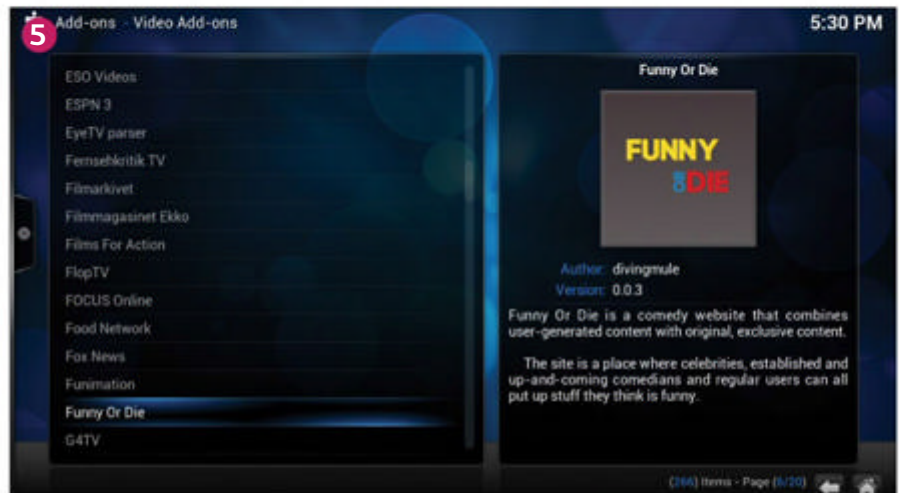 5
Add-ons - Video Add-ons
5:30 PM
ESO Videos
ESPN 3
EyeTV parser
Fernsehkritik TV
Filmarkivet
Filmmagasinet Ekko
Films For Action
FlopTV
FOCUS Online
Food Network
Fox News
Funimation
Funny Or Die
G4TV
Funny Or Die
FUNNY
OR DIE
Author: divingmule
Version: 0.0.3
Funny Or Die is a comedy website that combines
user-generated content with original, exclusive content.
The site is a place where celebrities, established and
up-and-coming comedians and regular users can all
put up stuff they think is funny.
(266) Items - Page (6/20)